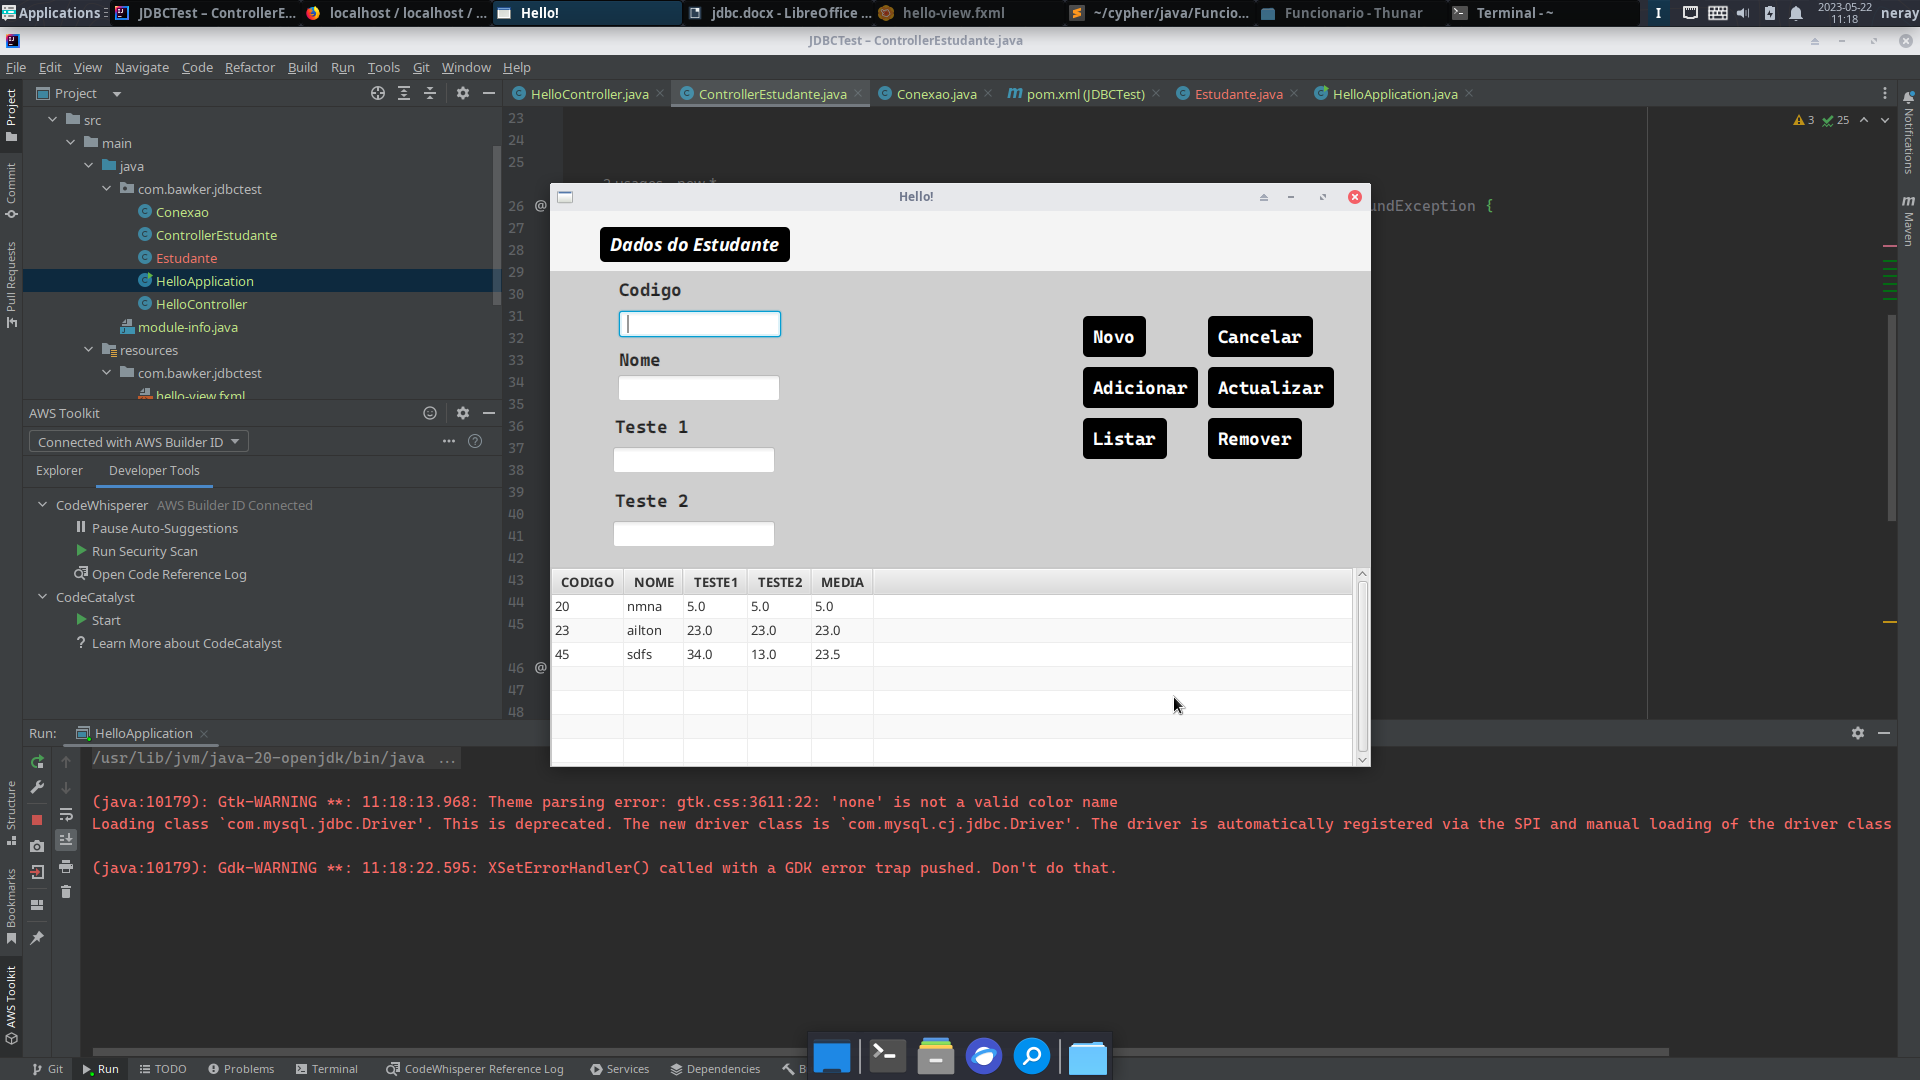 Applications
JDBCTest – ControllerE...
localhost / localhost / ...
Hello!
jdbc.docx - LibreOffice ...
hello-view.fxml
~/cypher/java/Funcio...
Funcionario - Thunar
Terminal - ~
2023-05-22
11:18
neray
JDBCTest – ControllerEstudante.java
File Edit View Navigate Code Refactor Build Run Tools Git Window Help
Project
HelloController.java
ControllerEstudante.java
Conexao.java
pom.xml (JDBCTest)
Estudante.java
HelloApplication.java
Project
Commit
Pull Requests
Structure
Bookmarks
AWS Toolkit
Notifications
Maven
src
main
java
com.bawker.jdbctest
Conexao
ControllerEstudante
Estudante
HelloApplication
HelloController
module-info.java
resources
com.bawker.jdbctest
hello-view.fxml
AWS Toolkit
Connected with AWS Builder ID
Explorer Developer Tools
CodeWhisperer AWS Builder ID Connected
Pause Auto-Suggestions
Run Security Scan
Open Code Reference Log
CodeCatalyst
Start
? Learn More about CodeCatalyst
23
24
25
26 @
27
28
29
30
31
32
33
34
35
36
37
38
39
40
41
42
43
44
45
46 @
47
48
undException {
3 25
Hello!
Dados do Estudante
Codigo
Nome
Teste 1
Teste 2
Novo Cancelar
Adicionar Actualizar
Listar Remover
CODIGO NOME TESTE1 TESTE2 MEDIA
20 nmna 5.0 5.0 5.0
23 ailton 23.0 23.0 23.0
45 sdfs 34.0 13.0 23.5
Run: HelloApplication
/usr/lib/jvm/java-20-openjdk/bin/java ...
(java:10179): Gtk-WARNING **: 11:18:13.968: Theme parsing error: gtk.css:3611:22: 'none' is not a valid color name
Loading class `com.mysql.jdbc.Driver'. This is deprecated. The new driver class is `com.mysql.cj.jdbc.Driver'. The driver is automatically registered via the SPI and manual loading of the driver class
(java:10179): Gdk-WARNING **: 11:18:22.595: XSetErrorHandler() called with a GDK error trap pushed. Don't do that.
Git Run TODO Problems Terminal CodeWhisperer Reference Log Services Dependencies B